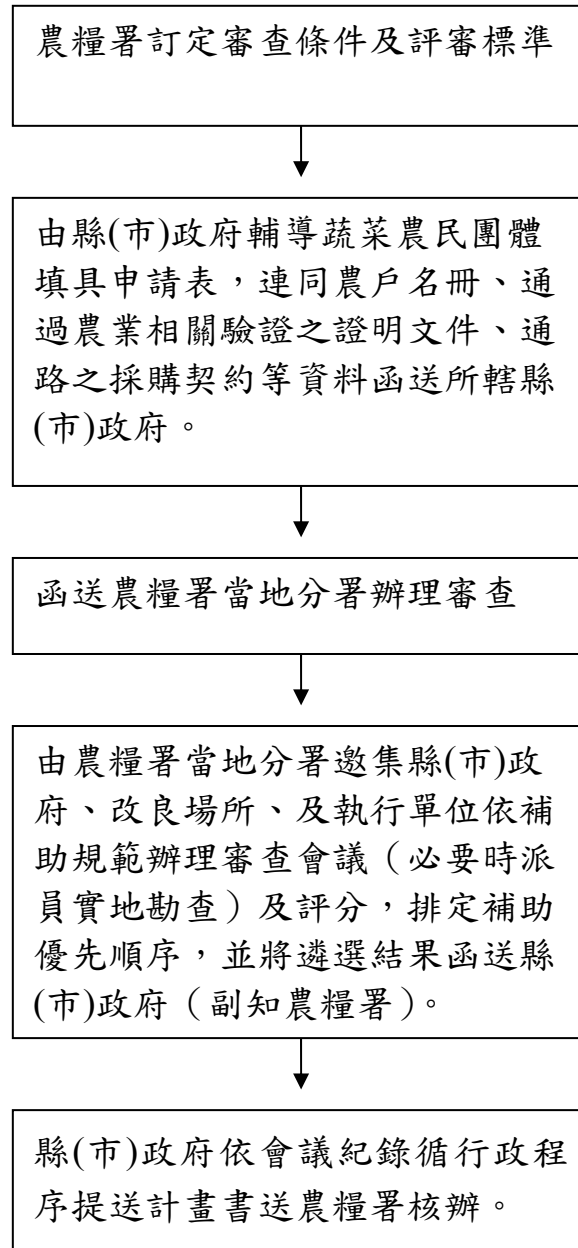 農糧署訂定審查條件及評審標準
由縣(市)政府輔導蔬菜農民團體
填具申請表，連同農戶名冊、通
過農業相關驗證之證明文件、通
路之採購契約等資料函送所轄縣
(市)政府。
函送農糧署當地分署辦理審查
由農糧署當地分署邀集縣(市)政
府、改良場所、及執行單位依補
助規範辦理審查會議（必要時派
員實地勘查）及評分，排定補助
優先順序，並將遴選結果函送縣
(市)政府（副知農糧署）。
縣(市)政府依會議紀錄循行政程
序提送計畫書送農糧署核辦。